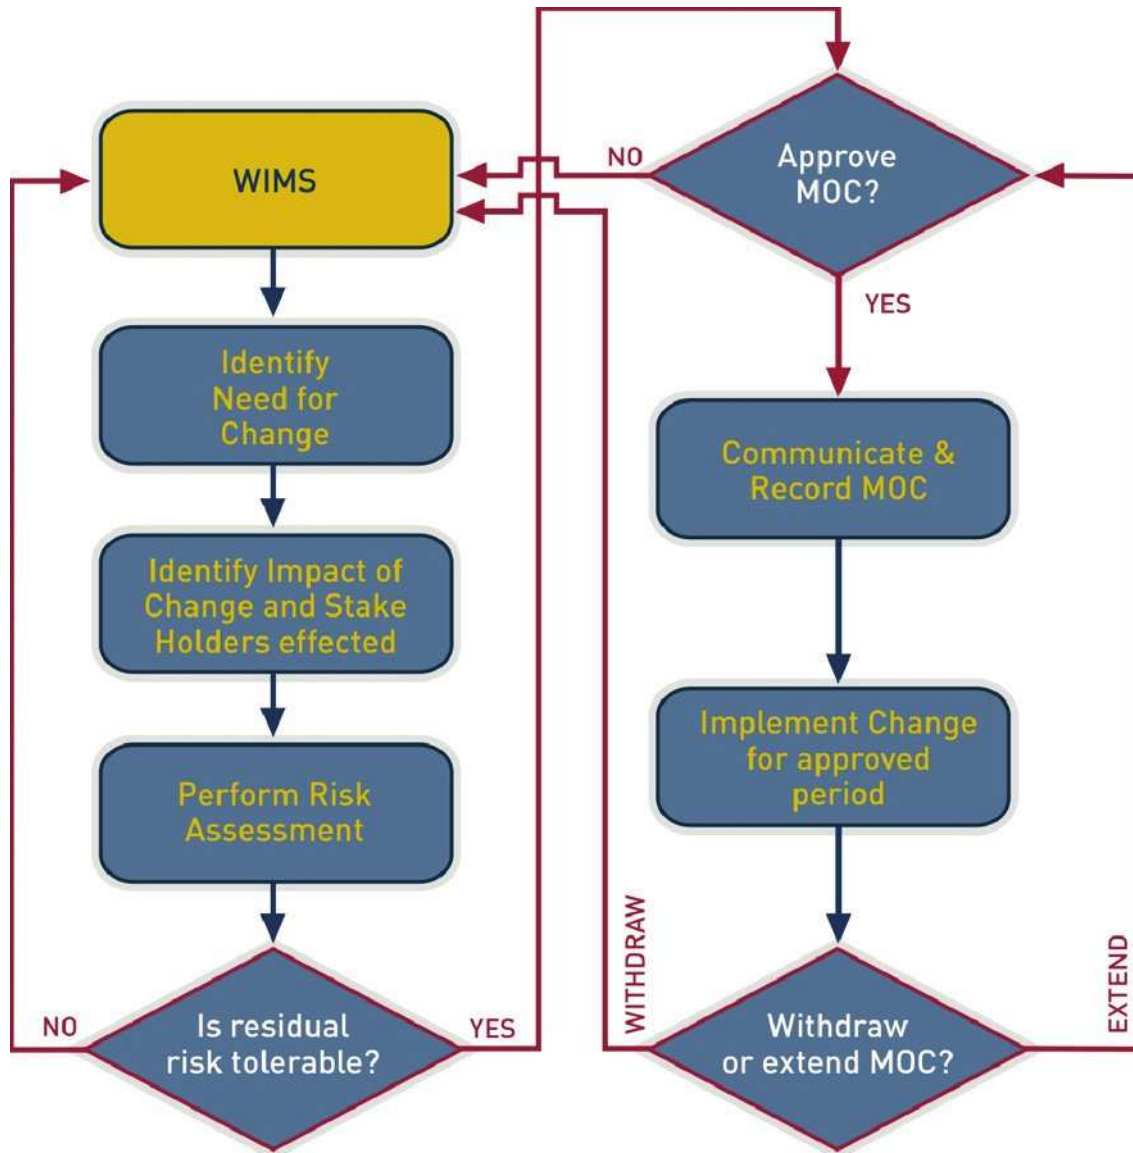 WIMS
Identify
Need for
Change
Identify Impact of
Change and Stake
Holders effected
Perform Risk
Assessment
Is residual
risk tolerable?
NO
YES
Approve
MOC?
NO
YES
Communicate &
Record MOC
Implement Change
for approved
period
Withdraw
or extend MOC?
WITHDRAW
EXTEND